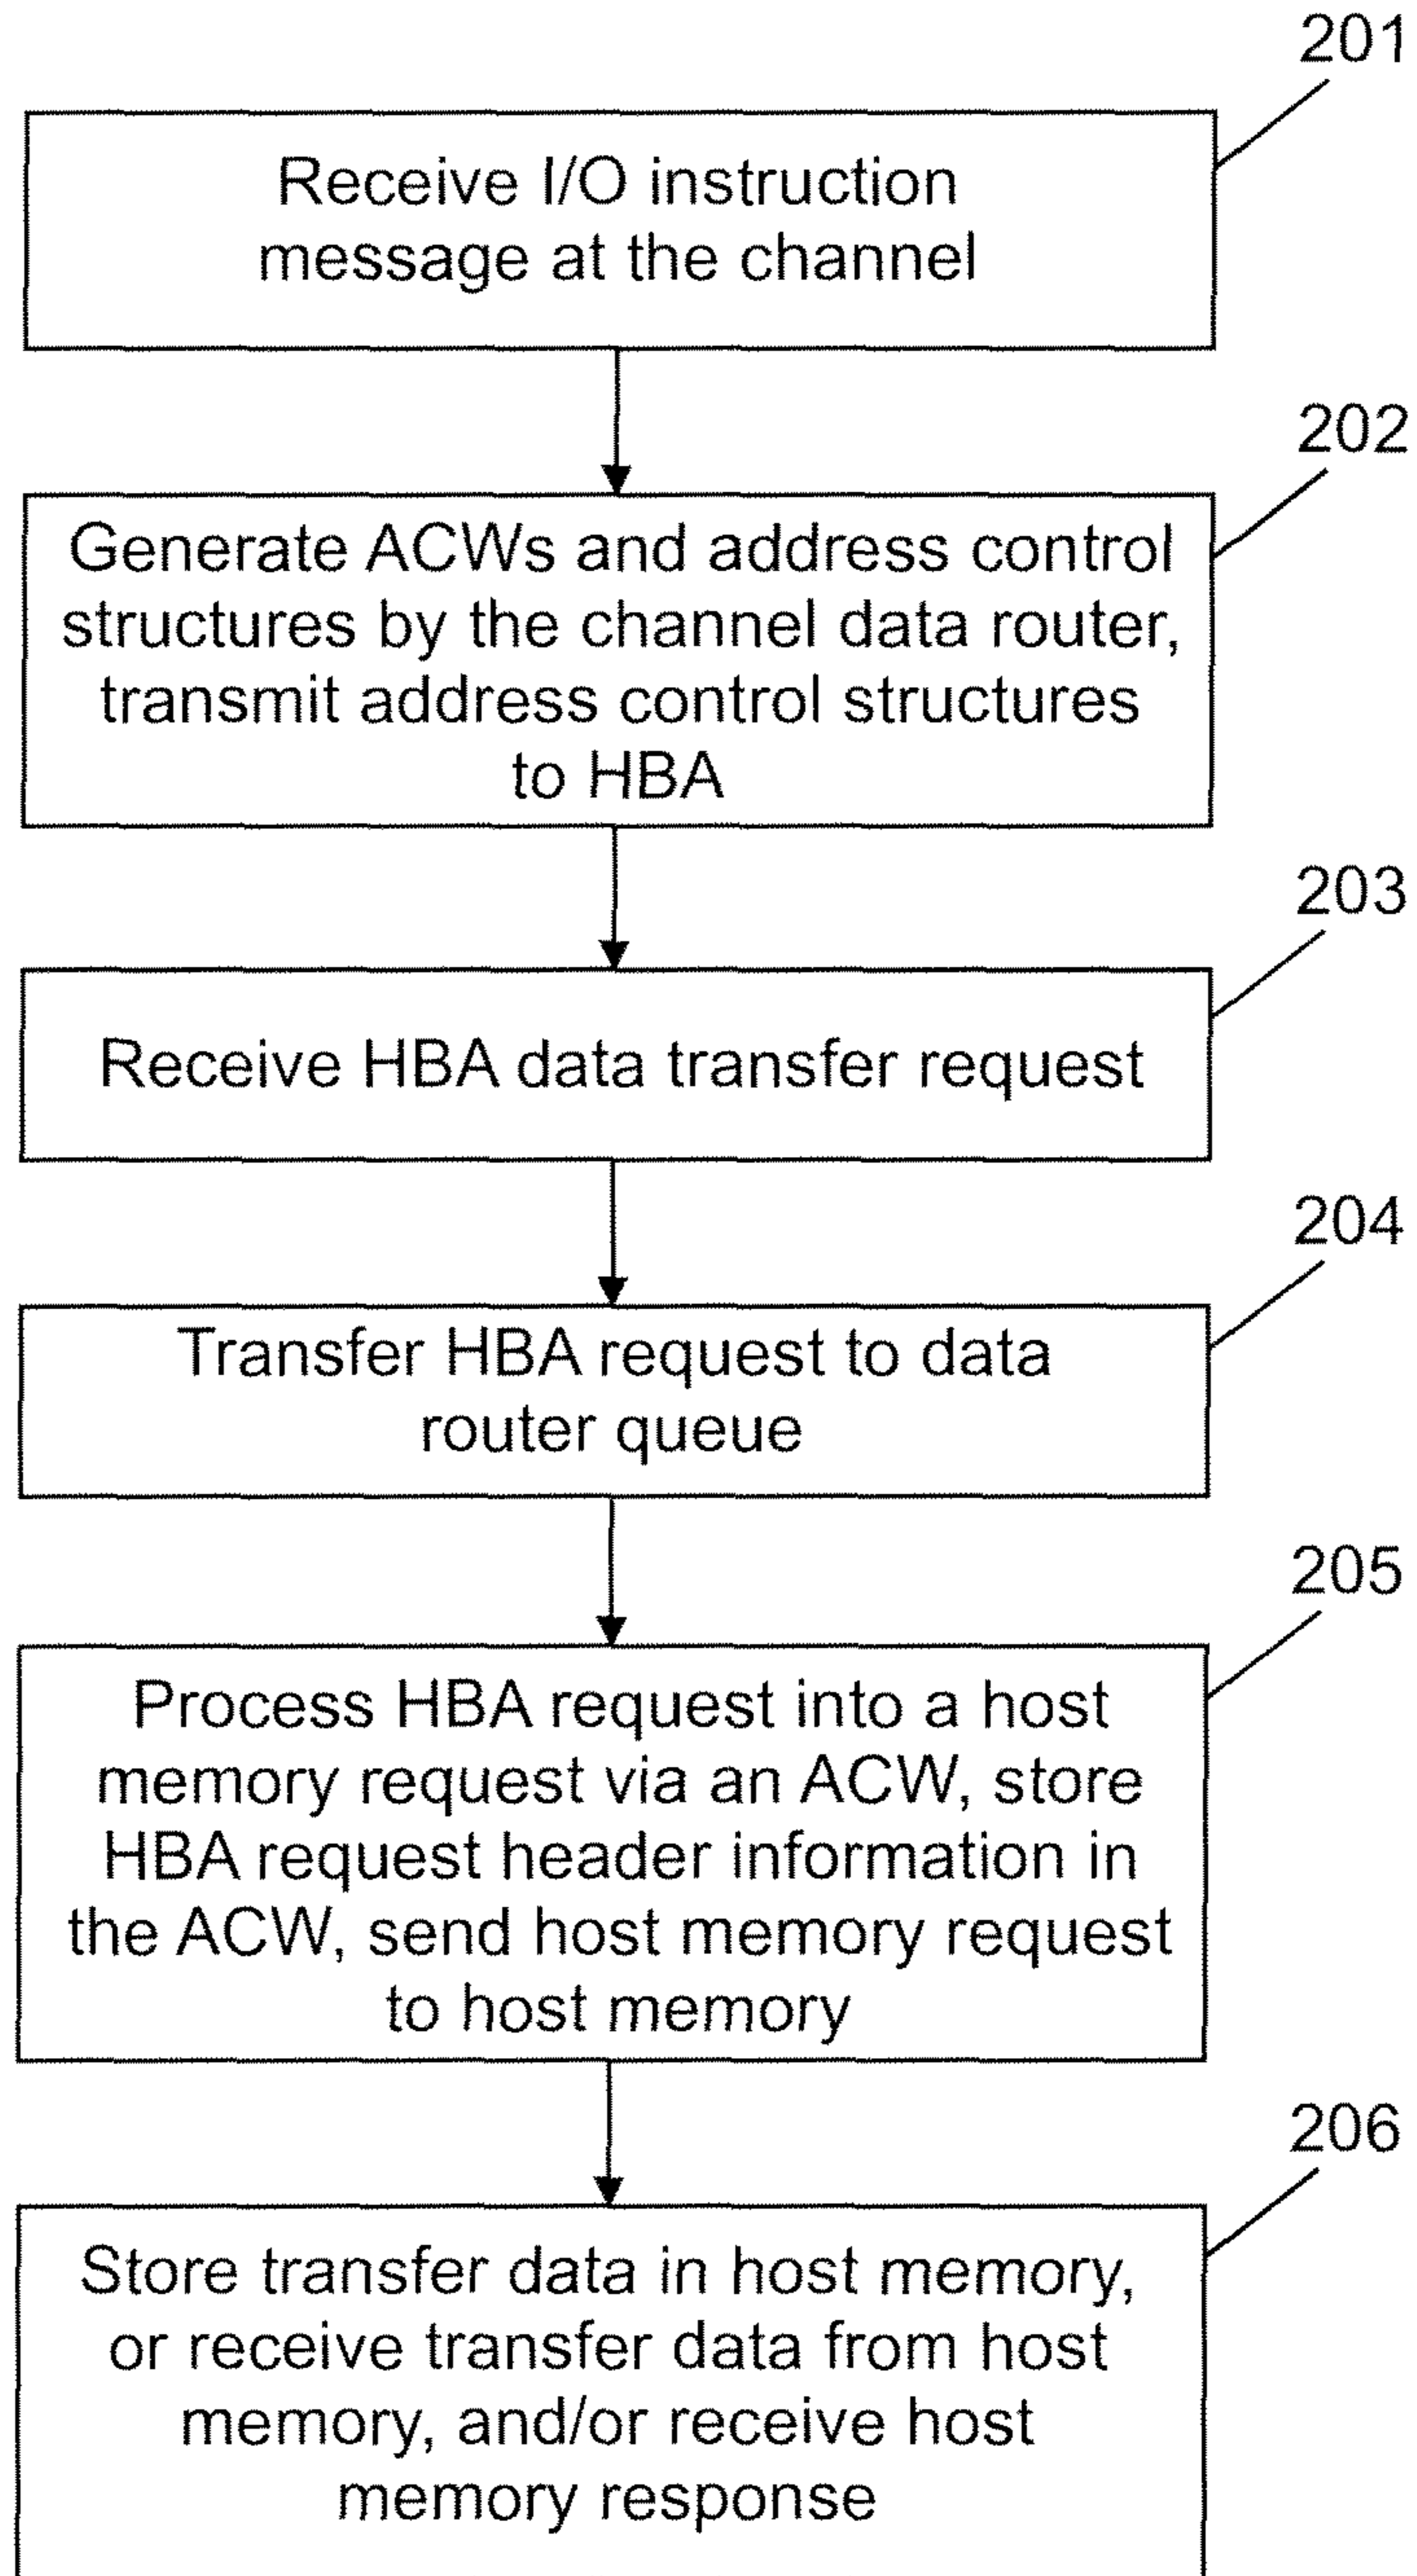 201
Receive I/O instruction
message at the channel
202
Generate ACWs and address control
structures by the channel data router,
transmit address control structures
to HBA
203
Receive HBA data transfer request
204
Transfer HBA request to data
router queue
205
Process HBA request into a host
memory request via an ACW, store
HBA request header information in
the ACW, send host memory request
to host memory
206
Store transfer data in host memory,
or receive transfer data from host
memory, and/or receive host
memory response